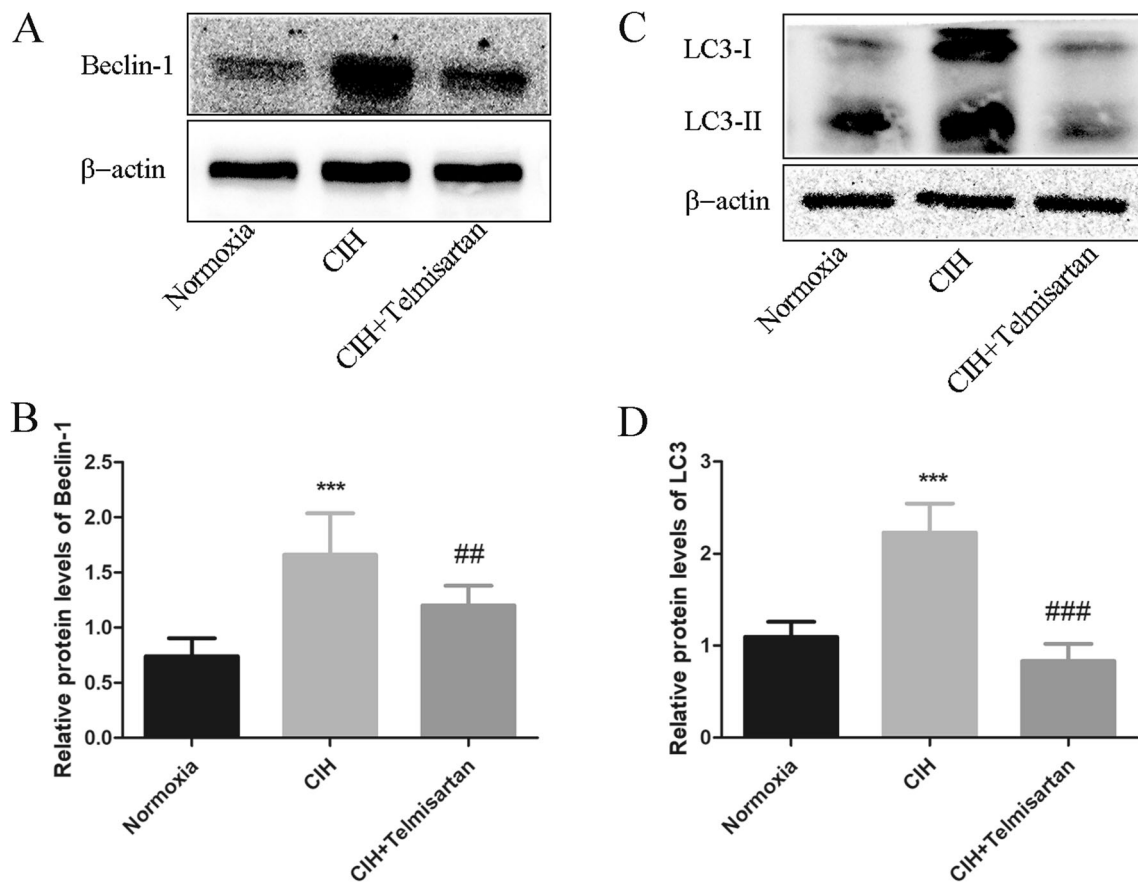 A
Beclin-1
β−actin
Normoxia
CIH
CIH+Telmisartan
C
LC3-I
LC3-II
β−actin
Normoxia
CIH
CIH+Telmisartan
B
Relative protein levels of Beclin-1
2.5
2.0
1.5
1.0
0.5
0.0
***
##
Normoxia
CIH
CIH+Telmisartan
D
Relative protein levels of LC3
3
2
1
0
***
###
Normoxia
CIH
CIH+Telmisartan